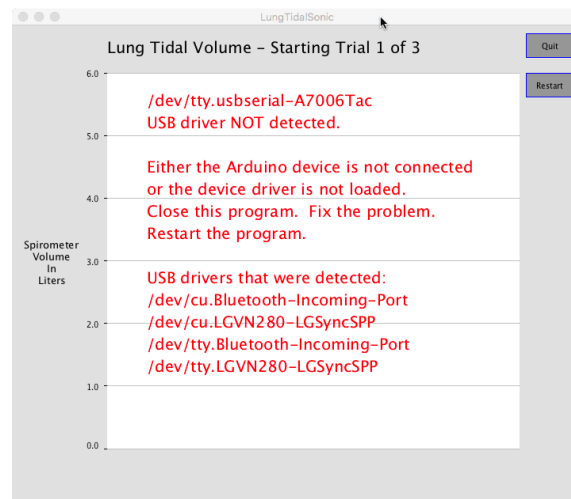 LungTidalSonic
Lung Tidal Volume – Starting Trial 1 of 3
Quit
Restart
6.0
/dev/tty.usbserial-A7006Tac
USB driver NOT detected.
5.0
Either the Arduino device is not connected
or the device driver is not loaded.
4.0
Close this program.  Fix the problem.
Restart the program.
Spirometer
Volume
In
Liters
3.0
USB drivers that were detected:
/dev/cu.Bluetooth-Incoming-Port
/dev/cu.LGVN280-LGSyncSPP
2.0
/dev/tty.Bluetooth-Incoming-Port
/dev/tty.LGVN280-LGSyncSPP
1.0
0.0